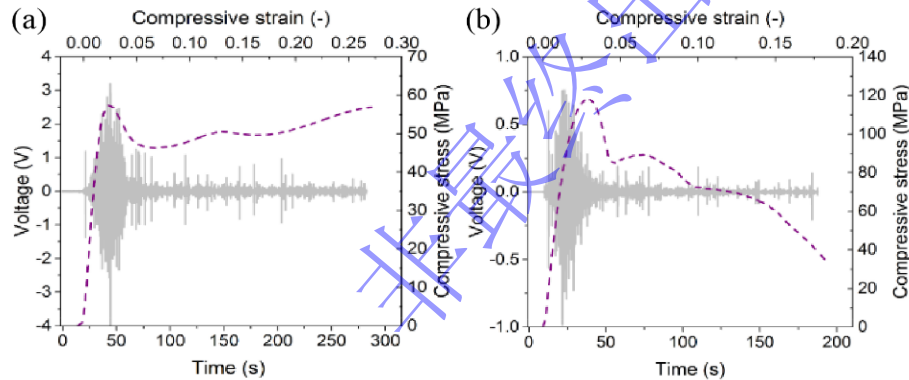 (a)
Compressive strain (-)
0.00 0.05 0.10 0.15 0.20 0.25 0.30
4 3 2 1 0 -1 -2 -3 -4
Voltage (V)
70 60 50 40 30 20 10 0
Compressive stress (MPa)
0 50 100 150 200 250 300
Time (s)
(b)
Compressive strain (-)
0.00 0.05 0.10 0.15 0.20
1.0 0.5 0.0 -0.5 -1.0
Voltage (V)
140 120 100 80 60 40 20 0
Compressive stress (MPa)
0 50 100 150 200
Time (s)
非最终